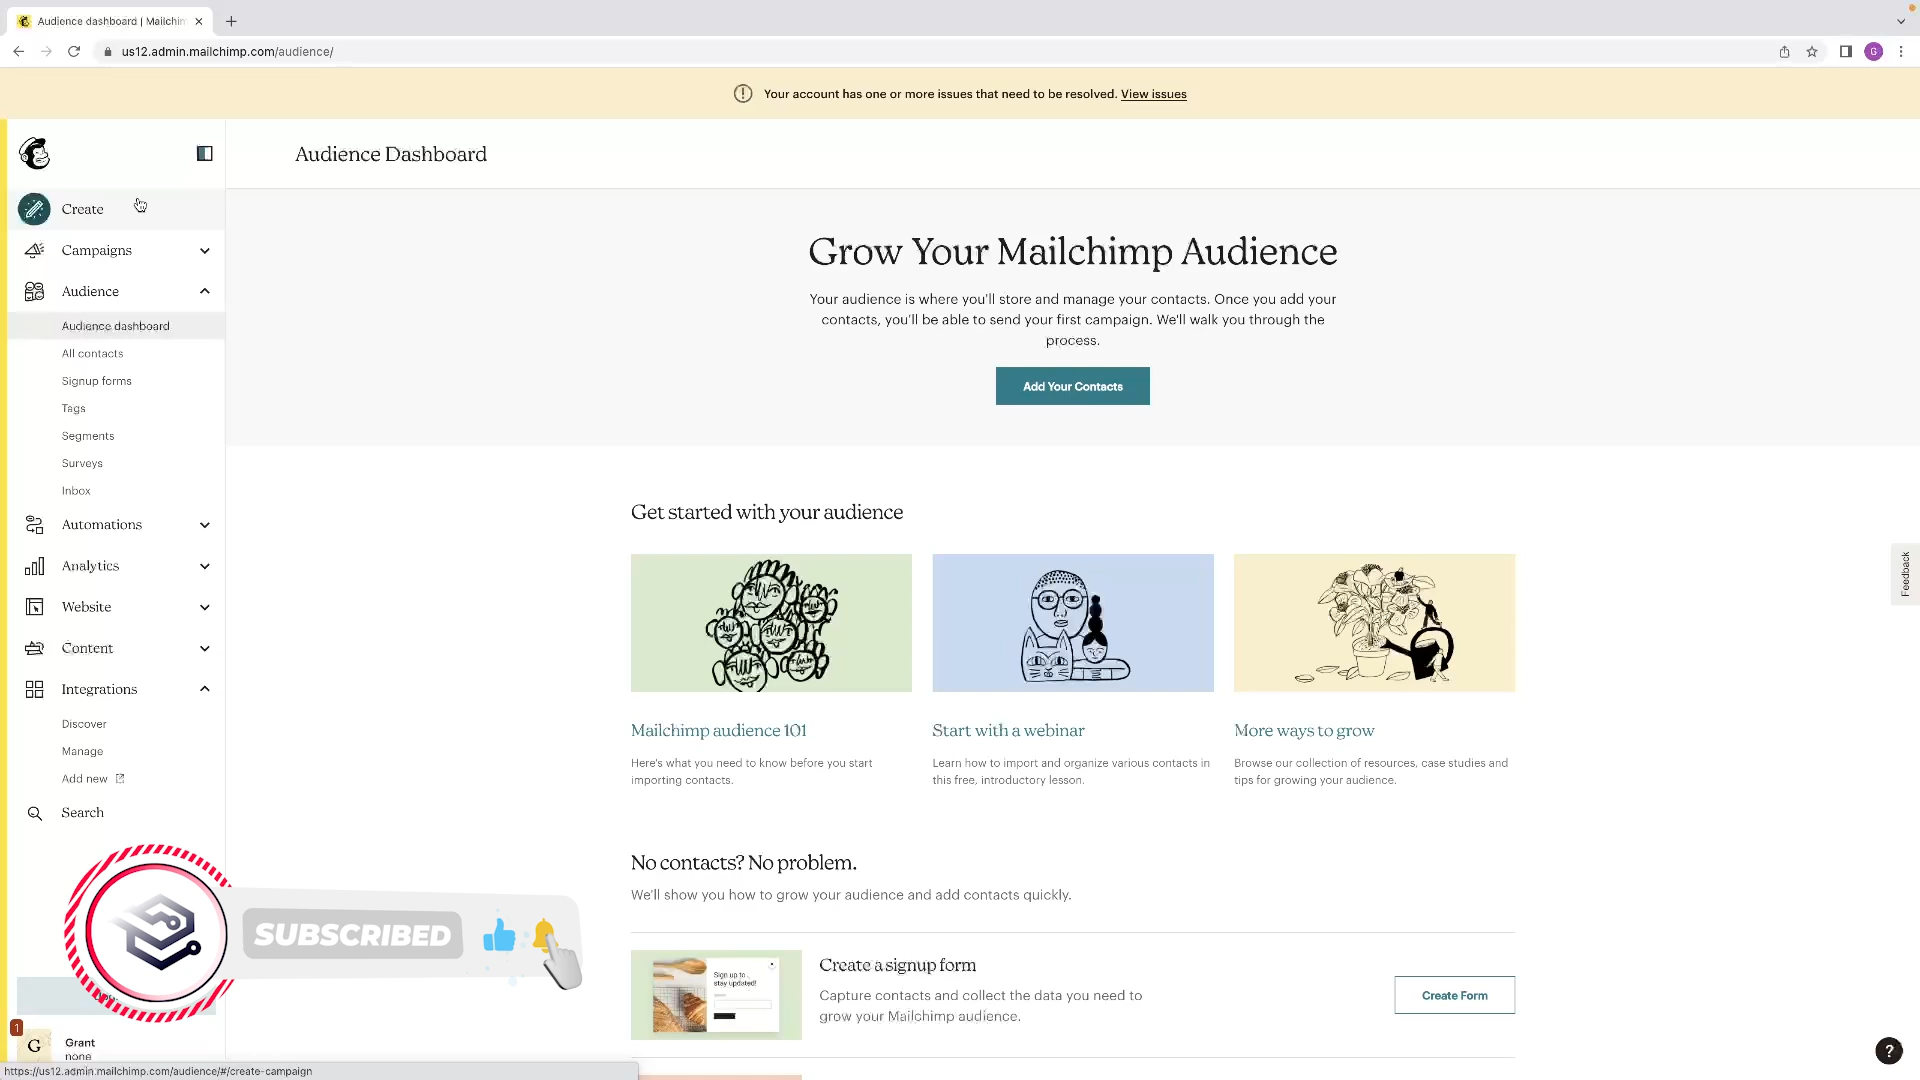 Audience dashboard | Mailchim
us12.admin.mailchimp.com/audience/
G
Your account has one or more issues that need to be resolved. View issues
Audience Dashboard
Create
Campaigns
Audience
Audience dashboard
All contacts
Signup forms
Tags
Segments
Surveys
Inbox
Automations
Analytics
Website
Content
Integrations
Discover
Manage
Add new
Search
Grow Your Mailchimp Audience
Your audience is where you'll store and manage your contacts. Once you add your
contacts, you'll be able to send your first campaign. We'll walk you through the
process.
Add Your Contacts
Get started with your audience
Mailchimp audience 101
Here's what you need to know before you start
importing contacts.
Start with a webinar
Learn how to import and organize various contacts in
this free, introductory lesson.
More ways to grow
Browse our collection of resources, case studies and
tips for growing your audience.
Feedback
No contacts? No problem.
We'll show you how to grow your audience and add contacts quickly.
Sign up to
stay updated!
Create a signup form
Capture contacts and collect the data you need to
grow your Mailchimp audience.
Create Form
SUBSCRIBED
1
G
Grant
none
?
https://us12.admin.mailchimp.com/audience/#/create-campaign